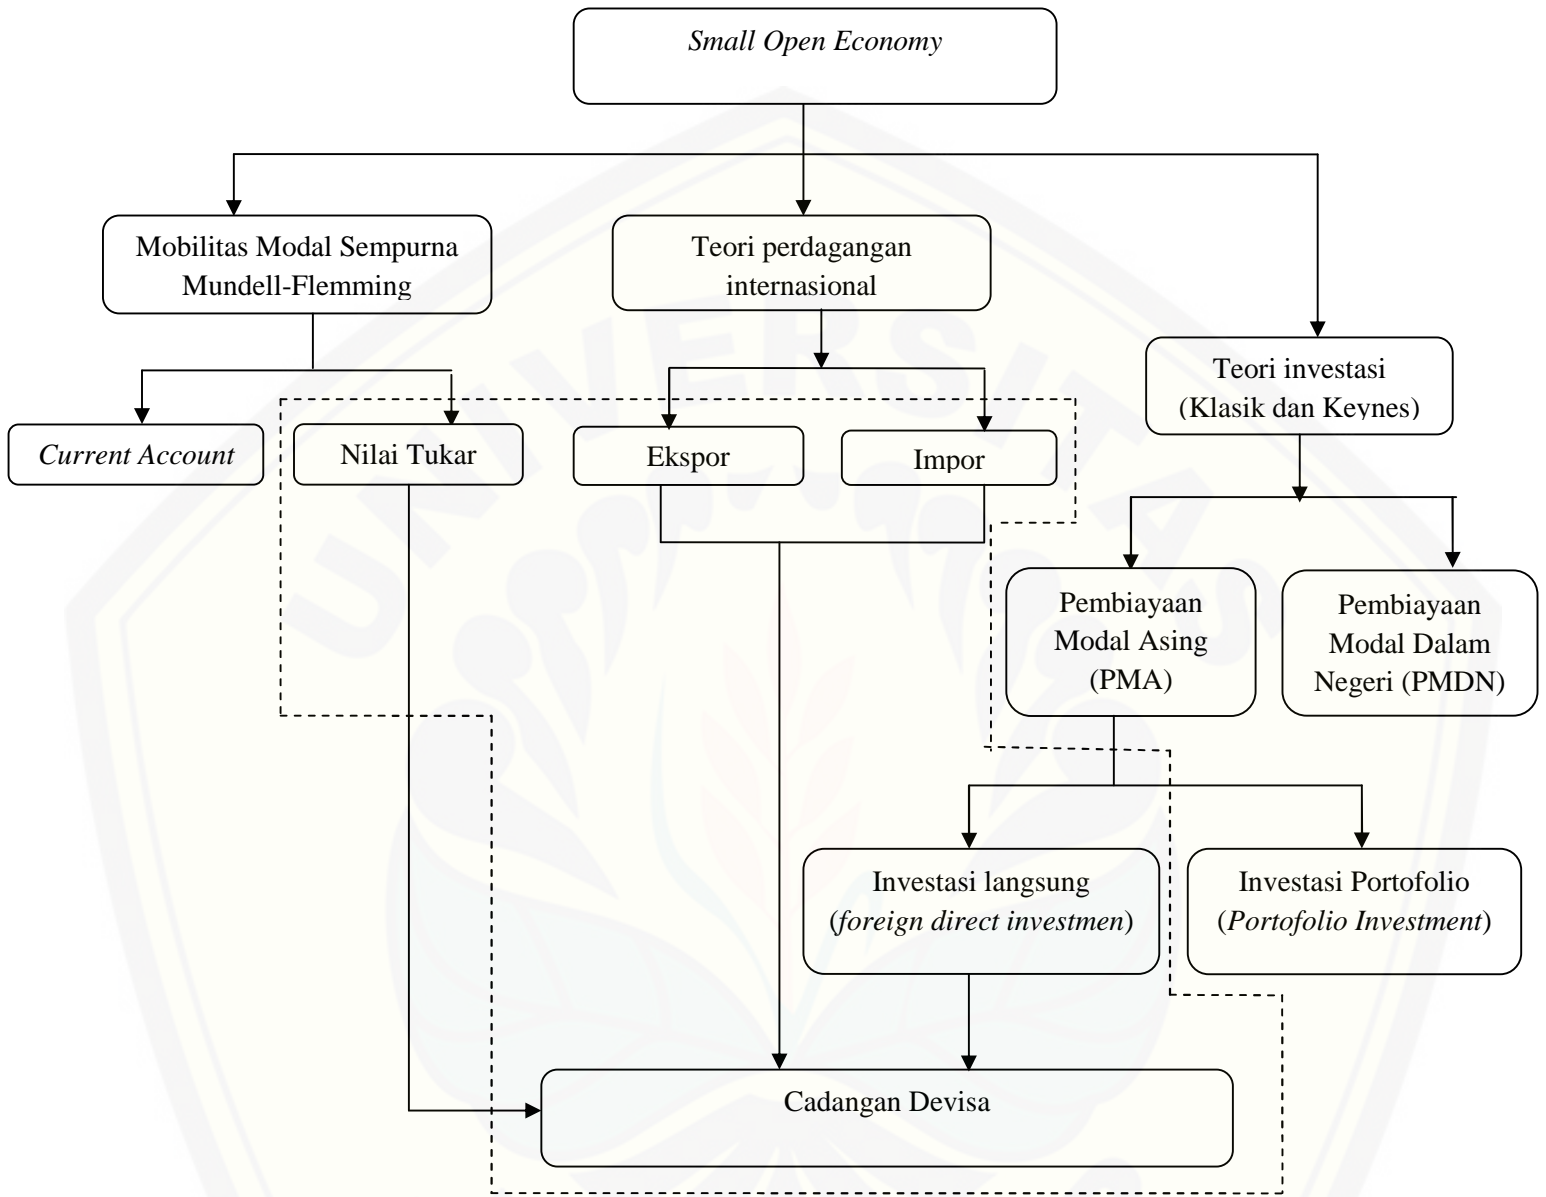 Small Open Economy
Mobilitas Modal Sempurna
Mundell-Flemming
Teori perdagangan
internasional
Teori investasi
(Klasik dan Keynes)
Current Account
Nilai Tukar
Ekspor
Impor
Pembiayaan
Modal Asing
(PMA)
Pembiayaan
Modal Dalam
Negeri (PMDN)
Investasi langsung
(foreign direct investmen)
Investasi Portofolio
(Portofolio Investment)
Cadangan Devisa
UNIVERSITAS